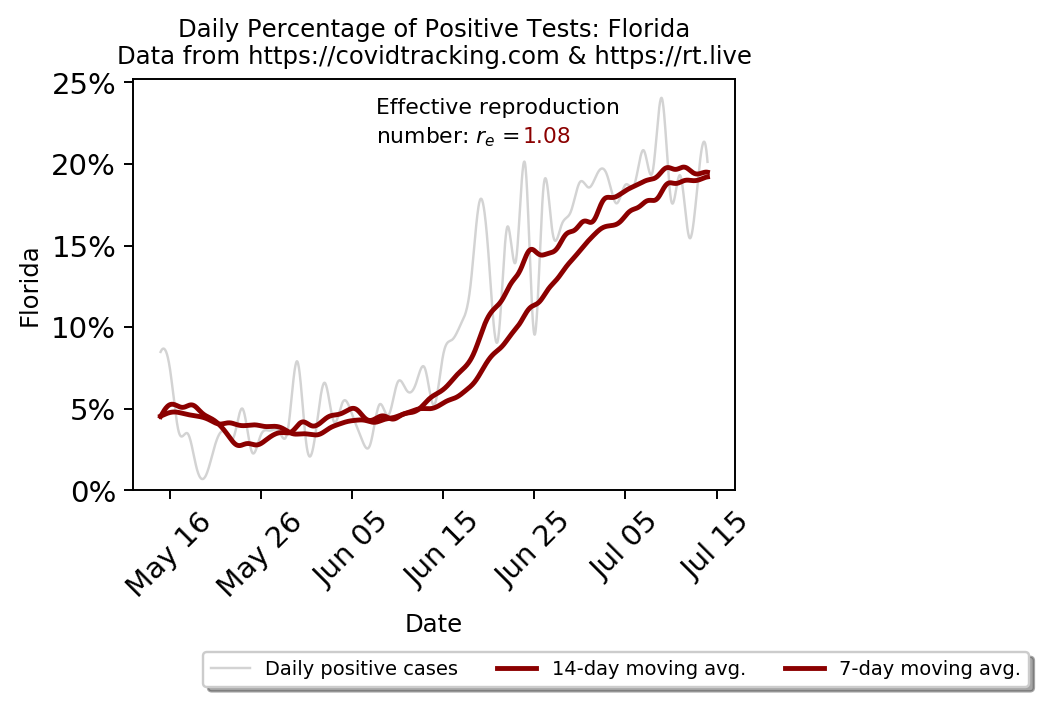 Daily Percentage of Positive Tests: Florida
Data from https://covidtracking.com & https://rt.live
25%
Effective reproduction
number: rₑ =1.08
20%
15%
10%
5%
0%
Florida
May 16
May 26
Jun 05
Jun 15
Jun 25
Jul 05
Jul 15
Date
Daily positive cases
14-day moving avg.
7-day moving avg.